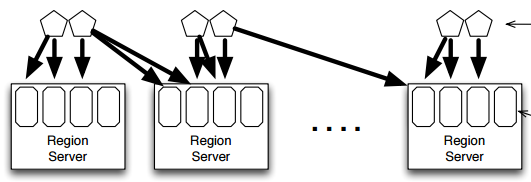 Region
Server
Region
Server
. . . .
Region
Server